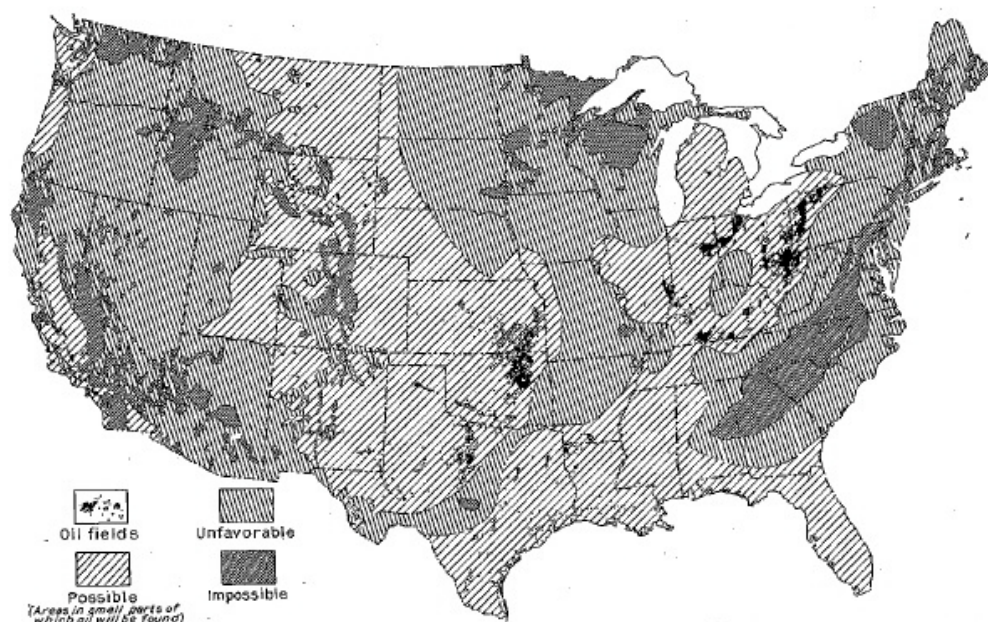 Oil fields
Unfavorable
Possible
Impossible
(Areas in small parts of
which oil will be found)